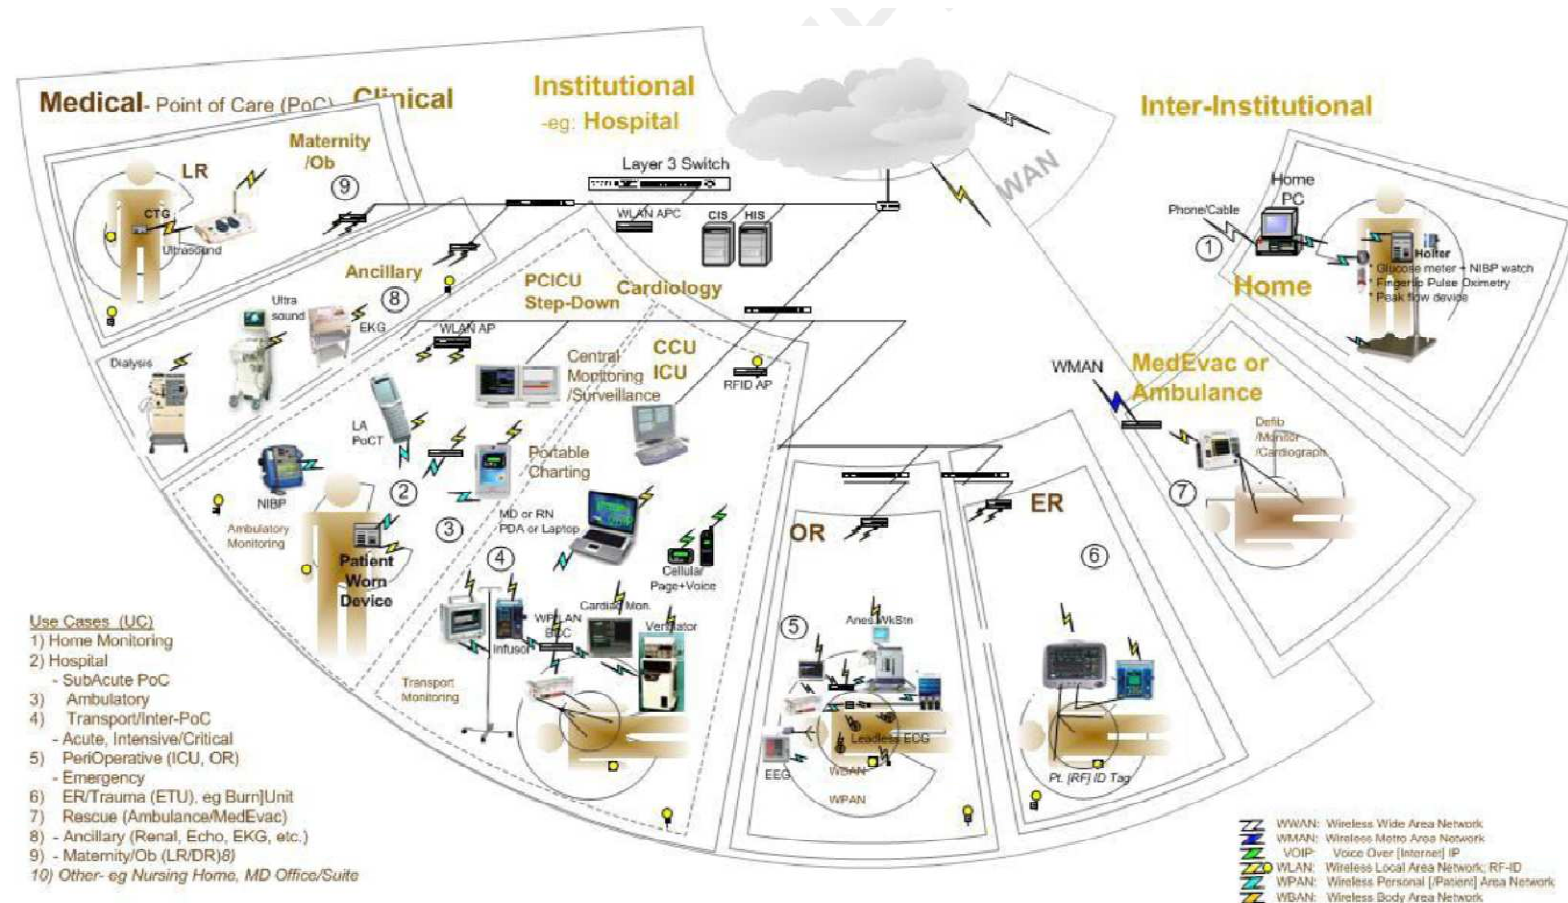 Medical- Point of Care (PoC)
Clinical
Institutional
-eg: Hospital
Inter-Institutional
WAN
Layer 3 Switch
WLAN APC
CIS
HIS
Maternity
/Ob
LR
9
CTG
Ultrasound
Ancillary
8
Ultra
sound
EKG
Dialysis
PCICU
Step-Down
Cardiology
WLAN AP
CCU
ICU
Central
Monitoring
/Surveillance
RFID AP
LA
PoCT
Portable
Charting
NIBP
2
3
4
MD or RN
PDA or Laptop
Ambulatory
Monitoring
Patient
Worn
Device
Cellular
Page+Voice
Cardiac Mon.
Infusor
Ventilator
Transport
Monitoring
OR
5
Anes.WkStn
Leadless ECG
EEG
WBAN
WPAN
ER
6
Pt. [RF] ID Tag
Phone/Cable
1
Home
PC
Holter
* Glucose meter + NIBP watch
* Fingertip Pulse Oximetry
* Peak flow device
Home
WMAN
MedEvac or
Ambulance
Defib
/Monitor
/Cardiograph
7
Use Cases (UC)
1) Home Monitoring
2) Hospital
- SubAcute PoC
3) Ambulatory
4) Transport/Inter-PoC
- Acute, Intensive/Critical
5) PeriOperative (ICU, OR)
- Emergency
6) ER/Trauma (ETU), eg Burn]Unit
7) Rescue (Ambulance/MedEvac)
8) - Ancillary (Renal, Echo, EKG, etc.)
9) - Maternity/Ob (LR/DR)8)
10) Other- eg Nursing Home, MD Office/Suite
WWAN: Wireless Wide Area Network
WMAN: Wireless Metro Area Network
VOIP: Voice Over [Internet] IP
WLAN: Wireless Local Area Network; RF-ID
WPAN: Wireless Personal [/Patient] Area Network
WBAN: Wireless Body Area Network